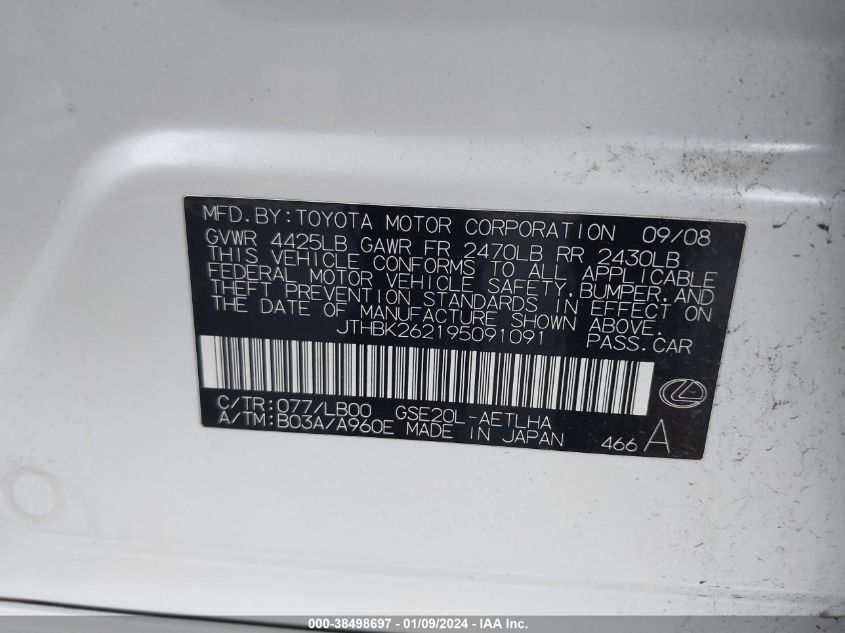 MFD. BY: TOYOTA MOTOR CORPORATION 09/08
GVWR 4425LB GAWR FR 2470LB RR 2430LB
THIS VEHICLE CONFORMS TO ALL APPLICABLE
FEDERAL MOTOR VEHICLE SAFETY, BUMPER, AND
THEFT PREVENTION STANDARDS IN EFFECT ON
THE DATE OF MANUFACTURE SHOWN ABOVE.
JTHBK262195091091 PASS. CAR
C/TR: 077/LB00 GSE20L-AETLHA
A/TM: B03A/A960E MADE IN JAPAN 466 A
000-38498697 - 01/09/2024 - IAA Inc.